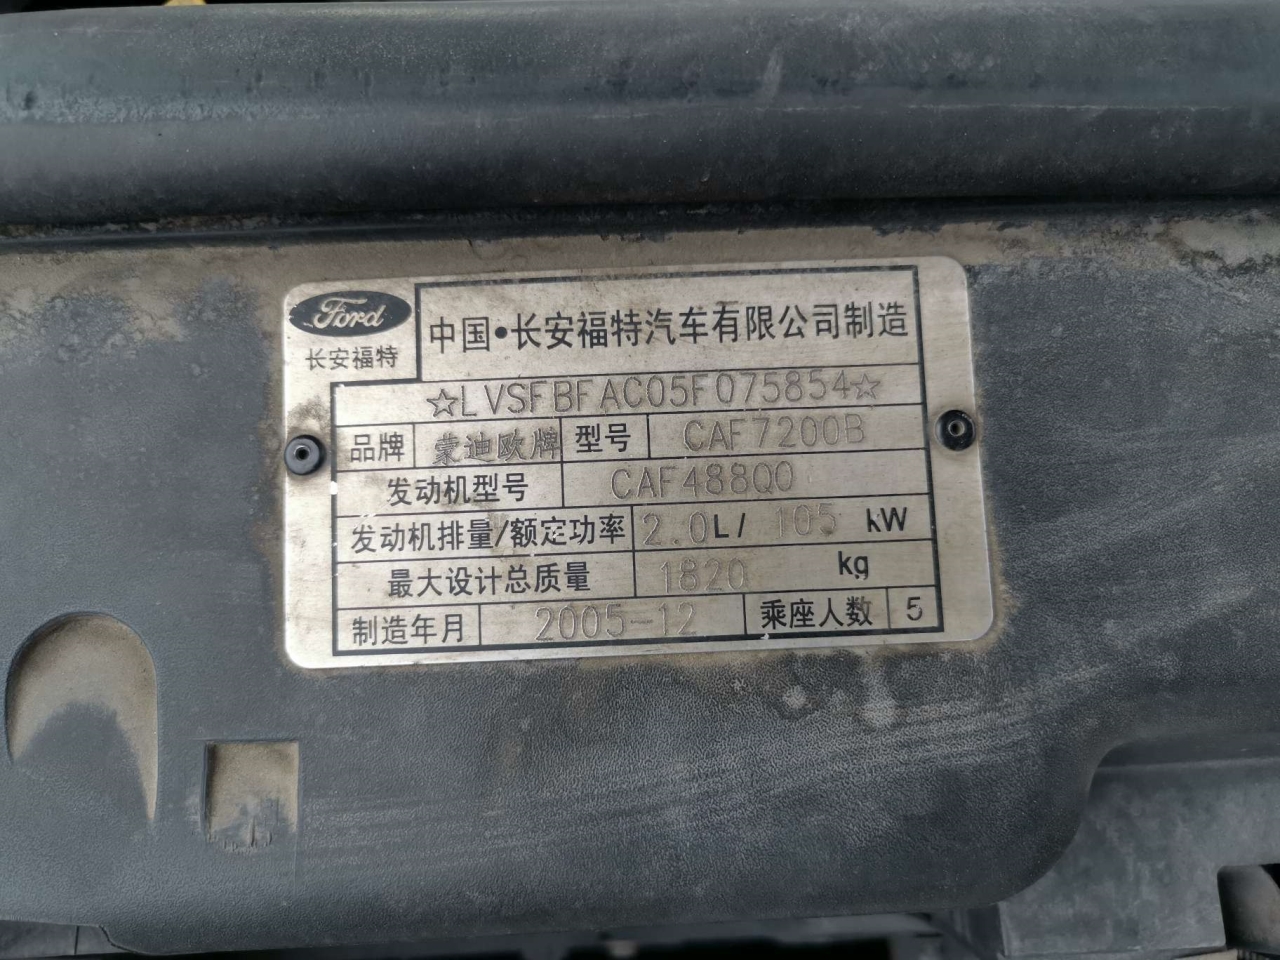 Ford
长安福特
中国•长安福特汽车有限公司制造
☆LVSFBFAC05F075854☆
品牌 蒙迪欧牌 型号 CAF7200B
发动机型号 CAF488Q0
发动机排量/额定功率 2.0L/ 105 kW
最大设计总质量 1820 kg
制造年月 2005-12 乘座人数 5